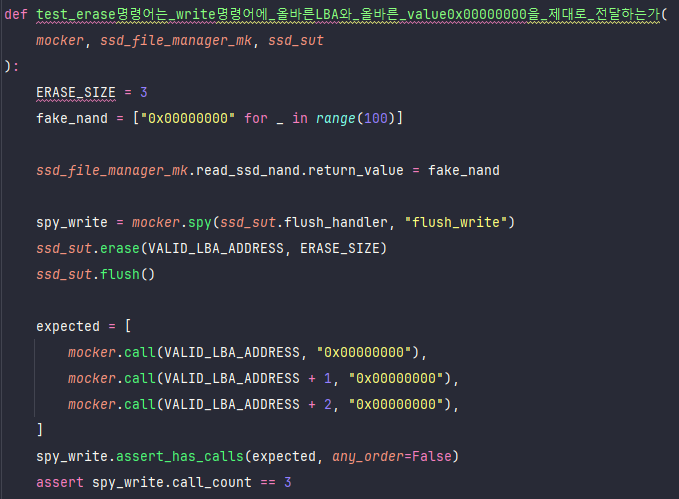 def test_erase명령어는_write명령어에_올바른LBA와_올바른_value0x00000000을_제대로_전달하는가(
    mocker, ssd_file_manager_mk, ssd_sut
):
    ERASE_SIZE = 3
    fake_nand = ["0x00000000" for _ in range(100)]

    ssd_file_manager_mk.read_ssd_nand.return_value = fake_nand

    spy_write = mocker.spy(ssd_sut.flush_handler, "flush_write")
    ssd_sut.erase(VALID_LBA_ADDRESS, ERASE_SIZE)
    ssd_sut.flush()

    expected = [
        mocker.call(VALID_LBA_ADDRESS, "0x00000000"),
        mocker.call(VALID_LBA_ADDRESS + 1, "0x00000000"),
        mocker.call(VALID_LBA_ADDRESS + 2, "0x00000000"),
    ]
    spy_write.assert_has_calls(expected, any_order=False)
    assert spy_write.call_count == 3